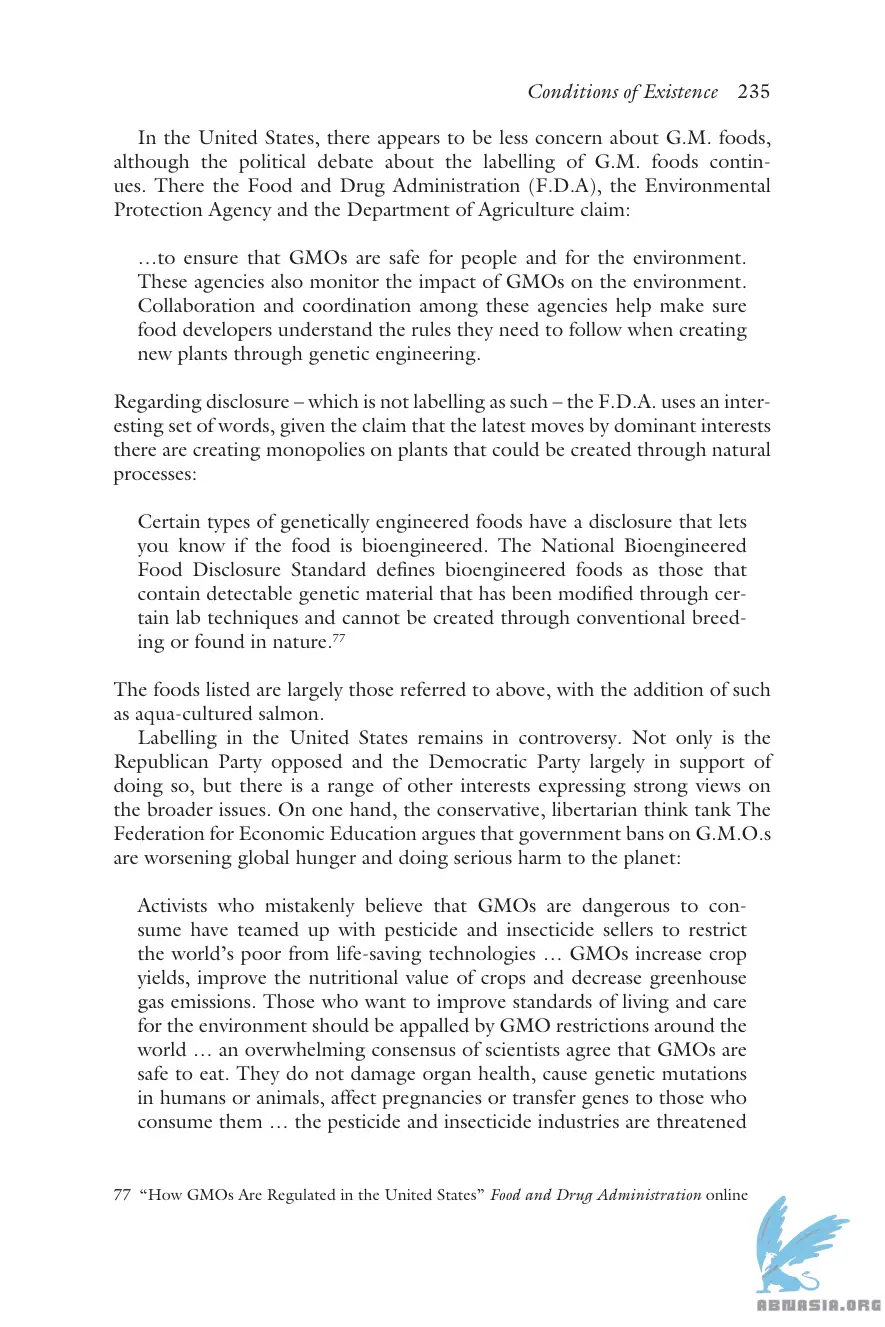 Conditions of Existence 235
In the United States, there appears to be less concern about G.M. foods,
although the political debate about the labelling of G.M. foods contin-
ues. There the Food and Drug Administration (F.D.A), the Environmental
Protection Agency and the Department of Agriculture claim:
…to ensure that GMOs are safe for people and for the environment.
These agencies also monitor the impact of GMOs on the environment.
Collaboration and coordination among these agencies help make sure
food developers understand the rules they need to follow when creating
new plants through genetic engineering.
Regarding disclosure – which is not labelling as such – the F.D.A. uses an inter-
esting set of words, given the claim that the latest moves by dominant interests
there are creating monopolies on plants that could be created through natural
processes:
Certain types of genetically engineered foods have a disclosure that lets
you know if the food is bioengineered. The National Bioengineered
Food Disclosure Standard defines bioengineered foods as those that
contain detectable genetic material that has been modified through cer-
tain lab techniques and cannot be created through conventional breed-
ing or found in nature.77
The foods listed are largely those referred to above, with the addition of such
as aqua-cultured salmon.
Labelling in the United States remains in controversy. Not only is the
Republican Party opposed and the Democratic Party largely in support of
doing so, but there is a range of other interests expressing strong views on
the broader issues. On one hand, the conservative, libertarian think tank The
Federation for Economic Education argues that government bans on G.M.O.s
are worsening global hunger and doing serious harm to the planet:
Activists who mistakenly believe that GMOs are dangerous to con-
sume have teamed up with pesticide and insecticide sellers to restrict
the world's poor from life-saving technologies … GMOs increase crop
yields, improve the nutritional value of crops and decrease greenhouse
gas emissions. Those who want to improve standards of living and care
for the environment should be appalled by GMO restrictions around the
world … an overwhelming consensus of scientists agree that GMOs are
safe to eat. They do not damage organ health, cause genetic mutations
in humans or animals, affect pregnancies or transfer genes to those who
consume them … the pesticide and insecticide industries are threatened
77 “How GMOs Are Regulated in the United States” Food and Drug Administration online
ABNASIA.ORG